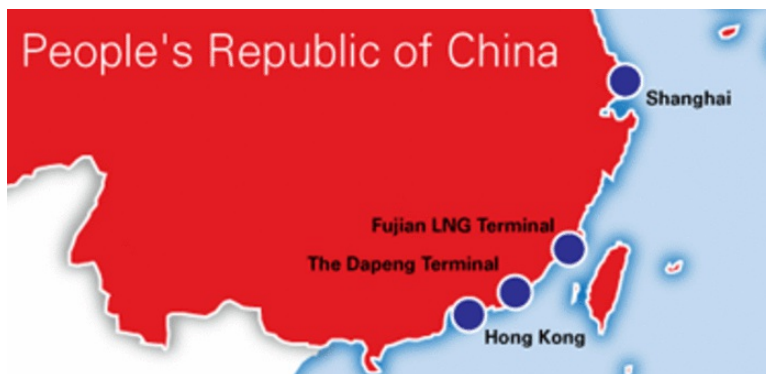 People's Republic of China
Shanghai
Fujian LNG Terminal
The Dapeng Terminal
Hong Kong